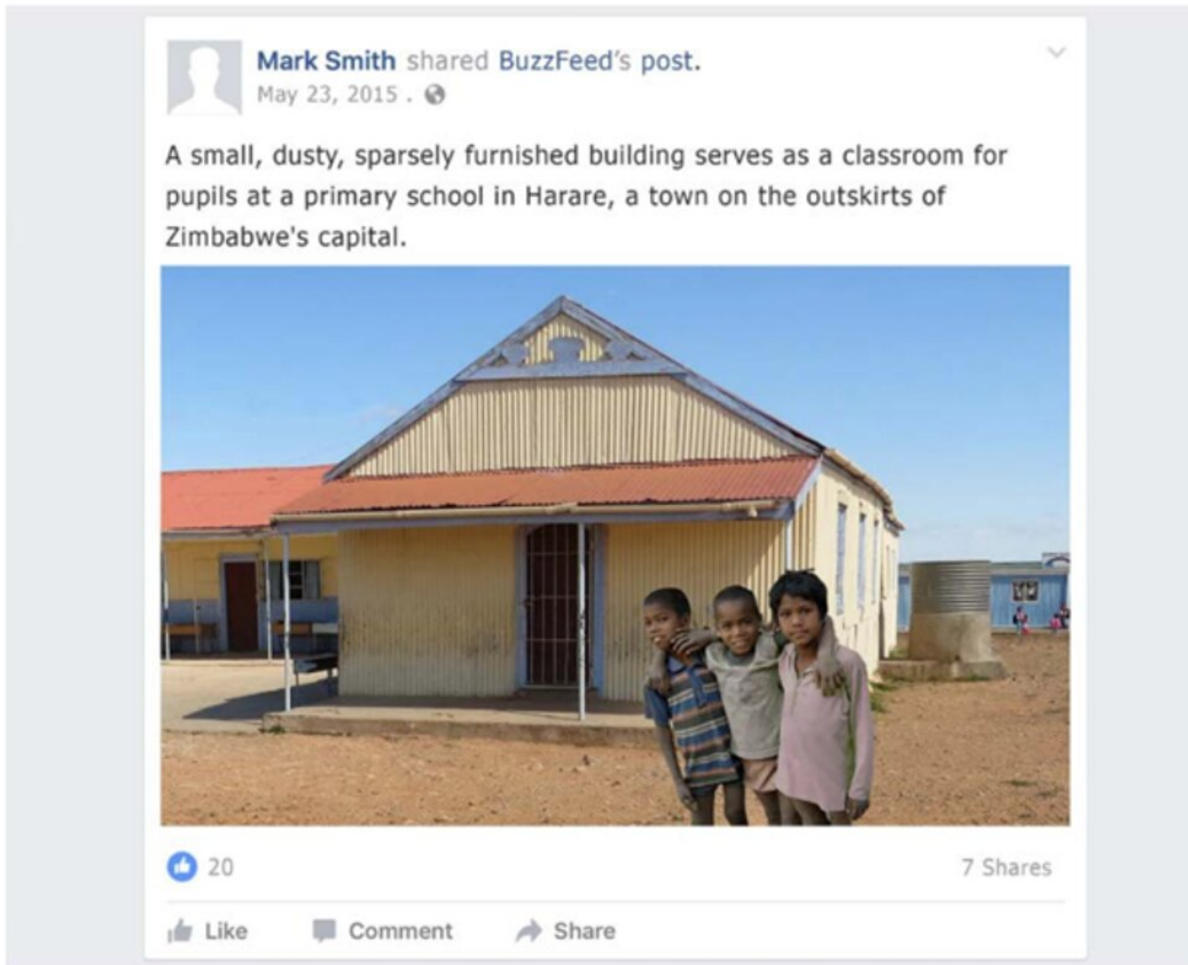 Mark Smith shared BuzzFeed's post.
May 23, 2015 .
A small, dusty, sparsely furnished building serves as a classroom for
pupils at a primary school in Harare, a town on the outskirts of
Zimbabwe's capital.
20
7 Shares
Like Comment Share